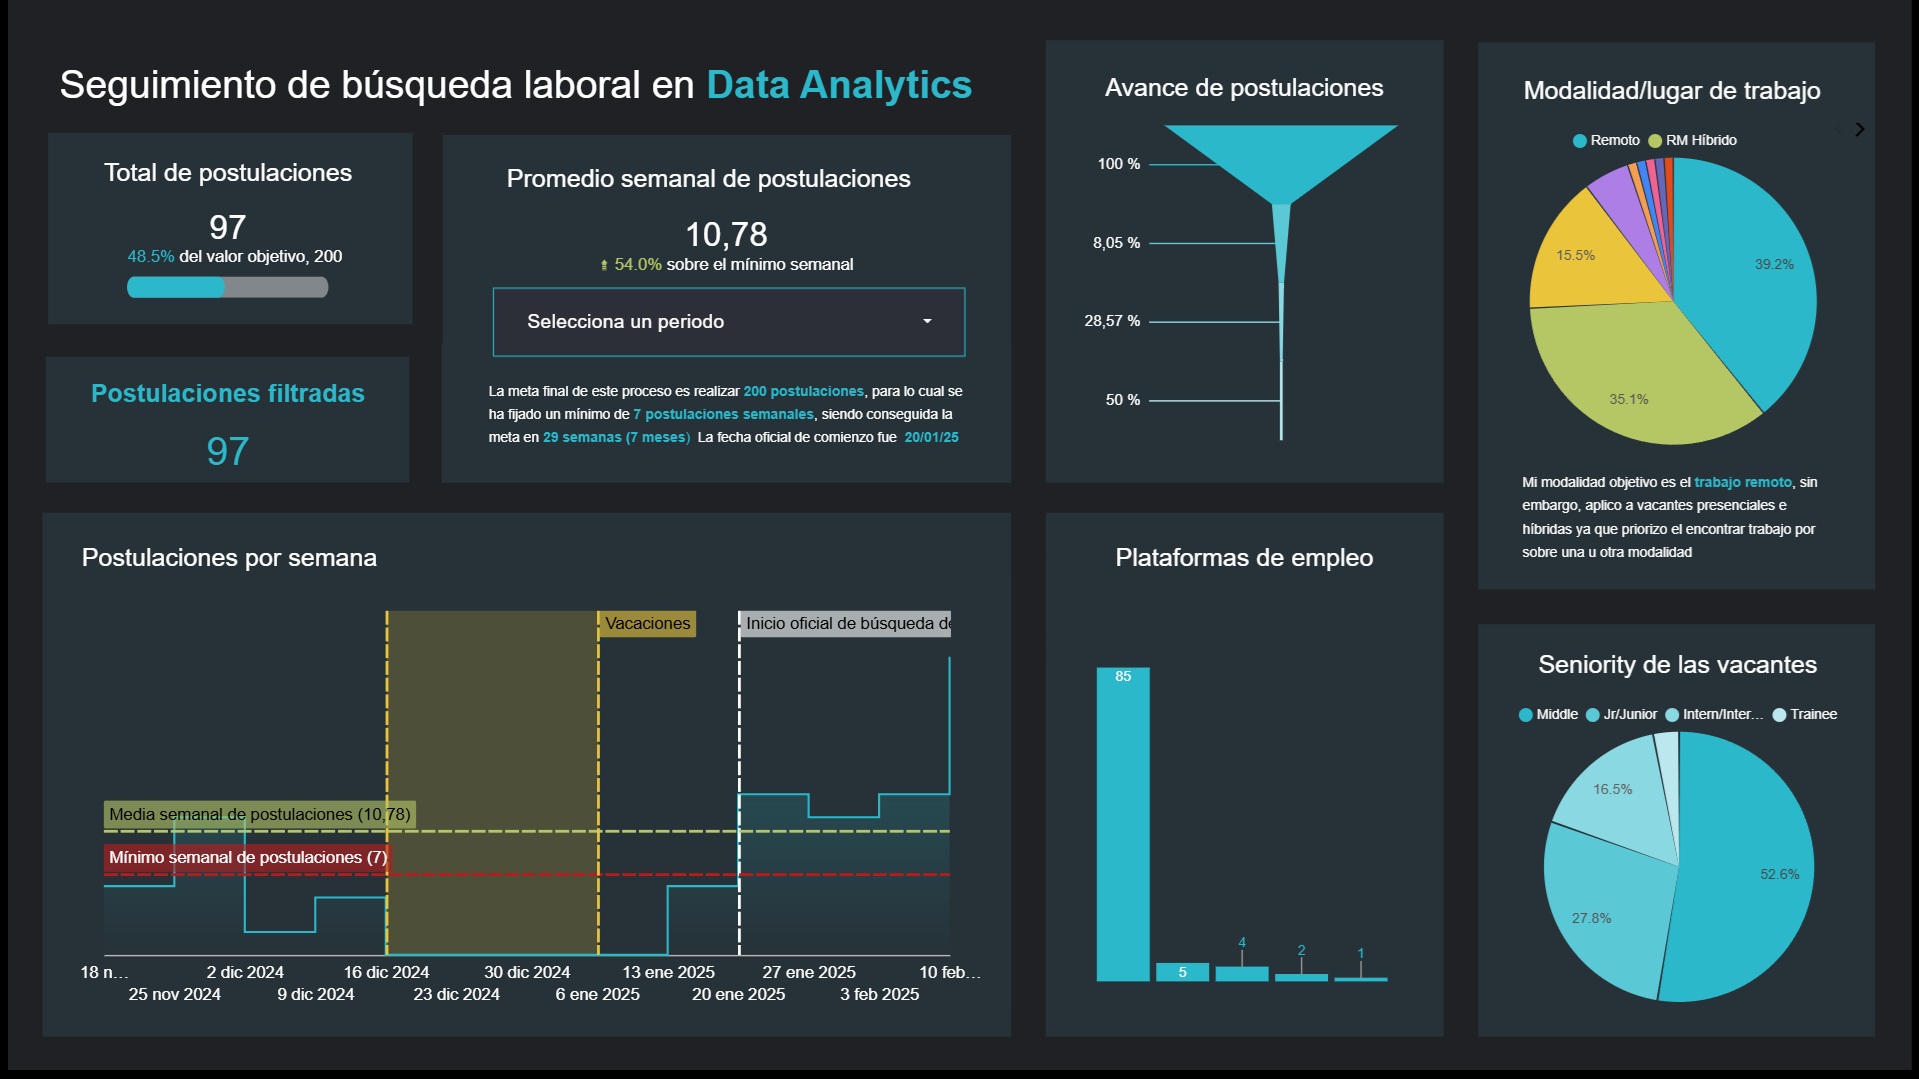 Seguimiento de búsqueda laboral en Data Analytics
Total de postulaciones
97
48.5% del valor objetivo, 200
Promedio semanal de postulaciones
10,78
54.0% sobre el mínimo semanal
Selecciona un periodo
La meta final de este proceso es realizar 200 postulaciones, para lo cual se
ha fijado un mínimo de 7 postulaciones semanales, siendo conseguida la
meta en 29 semanas (7 meses) La fecha oficial de comienzo fue 20/01/25
Postulaciones filtradas
97
Avance de postulaciones
100 %
8,05 %
28,57 %
50 %
Modalidad/lugar de trabajo
Remoto RM Híbrido
39.2%
15.5%
35.1%
Mi modalidad objetivo es el trabajo remoto, sin
embargo, aplico a vacantes presenciales e
híbridas ya que priorizo el encontrar trabajo por
sobre una u otra modalidad
Postulaciones por semana
Vacaciones
Inicio oficial de búsqueda de
Media semanal de postulaciones (10,78)
Mínimo semanal de postulaciones (7)
18 n... 2 dic 2024 16 dic 2024 30 dic 2024 13 ene 2025 27 ene 2025 10 feb...
25 nov 2024 9 dic 2024 23 dic 2024 6 ene 2025 20 ene 2025 3 feb 2025
Plataformas de empleo
85
5
4
2
1
Seniority de las vacantes
Middle Jr/Junior Intern/Inter... Trainee
16.5%
52.6%
27.8%